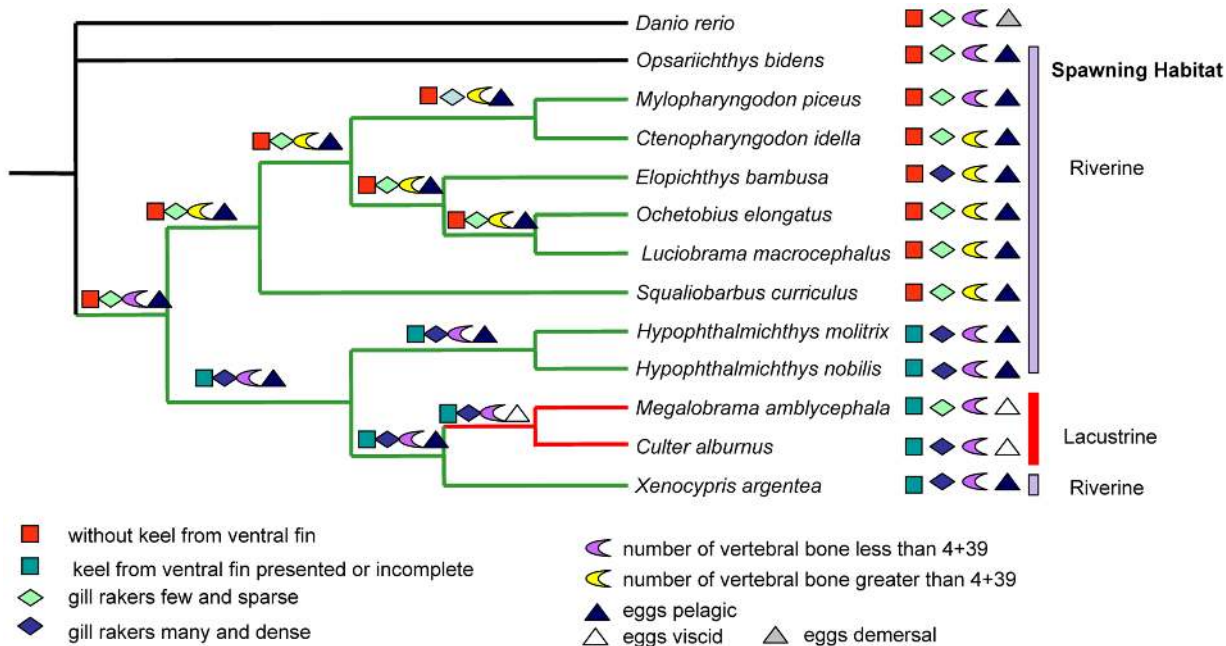 Danio rerio
Opsariichthys bidens
Spawning Habitat
Mylopharyngodon piceus
Ctenopharyngodon idella
Riverine
Elopichthys bambusa
Ochetobius elongatus
Luciobrama macrocephalus
Squaliobarbus curriculus
Hypophthalmichthys molitrix
Hypophthalmichthys nobilis
Megalobrama amblycephala
Lacustrine
Culter alburnus
Xenocypris argentea
Riverine
without keel from ventral fin
keel from ventral fin presented or incomplete
gill rakers few and sparse
gill rakers many and dense
number of vertebral bone less than 4+39
number of vertebral bone greater than 4+39
eggs pelagic
eggs viscid
eggs demersal